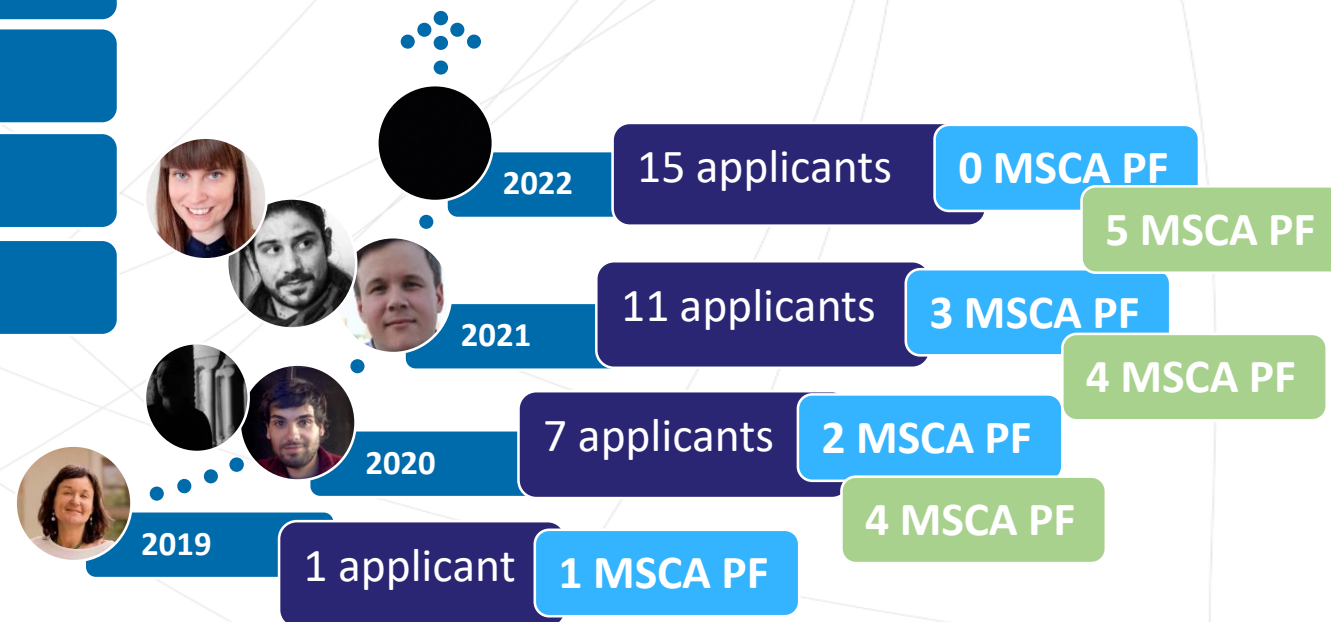 2022
15 applicants
0 MSCA PF
5 MSCA PF
2021
11 applicants
3 MSCA PF
4 MSCA PF
2020
7 applicants
2 MSCA PF
4 MSCA PF
2019
1 applicant
1 MSCA PF